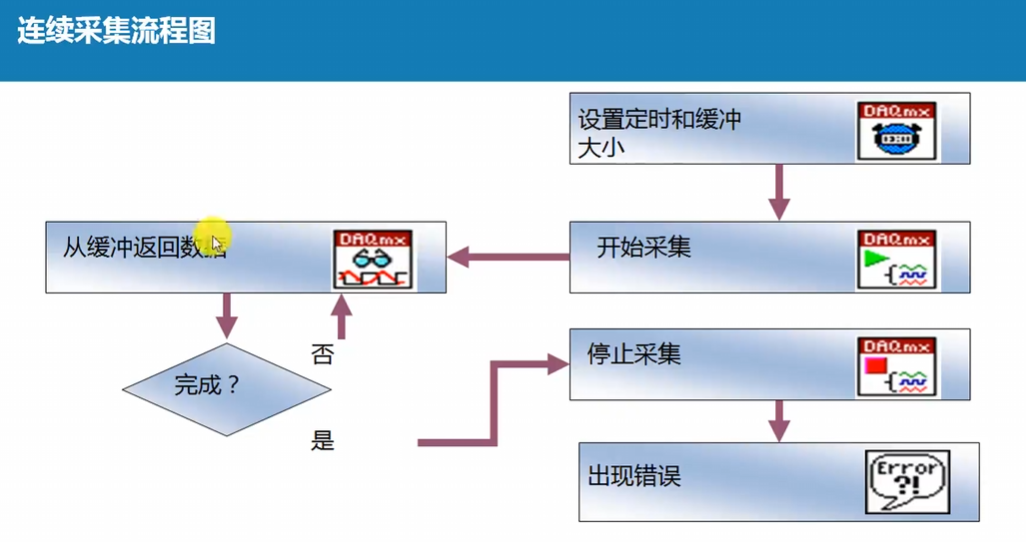 连续采集流程图
设置定时和缓冲
大小
DAQmx
从缓冲返回数据
DAQmx
开始采集
DAQmx
否
完成？
停止采集
DAQmx
是
出现错误
Error
?!